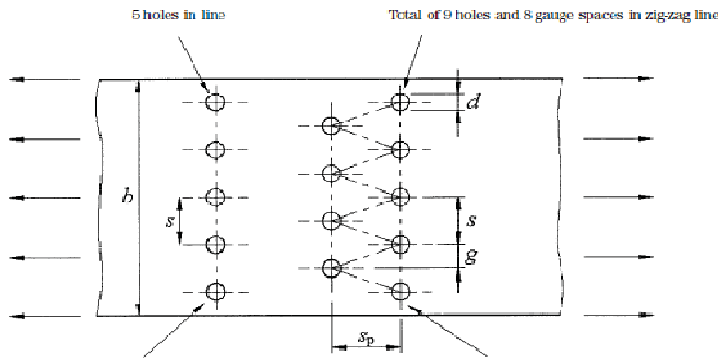 5 holes in line
Total of 9 holes and 8 gauge spaces in zig-zag line
d
b
s
s
g
sp